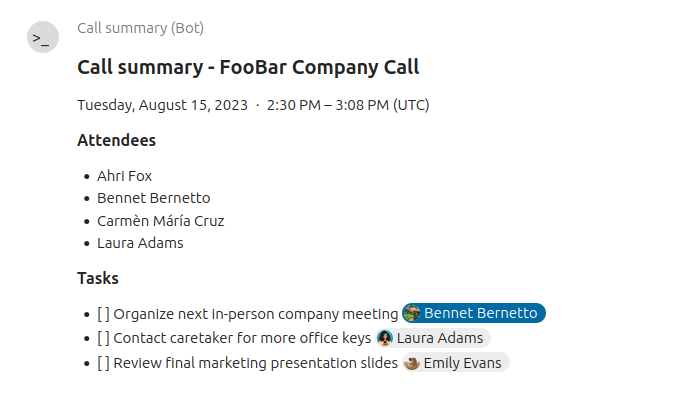 >_
Call summary (Bot)
Call summary - FooBar Company Call
Tuesday, August 15, 2023 · 2:30 PM – 3:08 PM (UTC)
Attendees
• Ahri Fox
• Bennet Bernetto
• Carmèn Máría Cruz
• Laura Adams
Tasks
• [ ] Organize next in-person company meeting Bennet Bernetto
• [ ] Contact caretaker for more office keys Laura Adams
• [ ] Review final marketing presentation slides Emily Evans